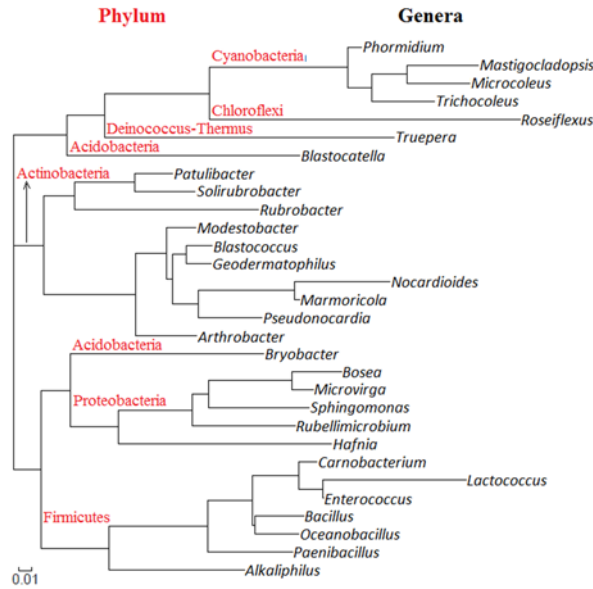 Phylum Genera
Phormidium
Cyanobacteria
Mastigocladopsis
Microcoleus
Trichocoleus
Chloroflexi
Roseiflexus
Deinococcus-Thermus
Truepera
Acidobacteria
Blastocatella
Actinobacteria
Patulibacter
Solirubrobacter
Rubrobacter
Modestobacter
Blastococcus
Geodermatophilus
Nocardioides
Marmoricola
Pseudonocardia
Arthrobacter
Acidobacteria
Bryobacter
Bosea
Microvirga
Proteobacteria
Sphingomonas
Rubellimicrobium
Hafnia
Carnobacterium
Lactococcus
Enterococcus
Firmicutes
Bacillus
Oceanobacillus
Paenibacillus
Alkaliphilus
0.01